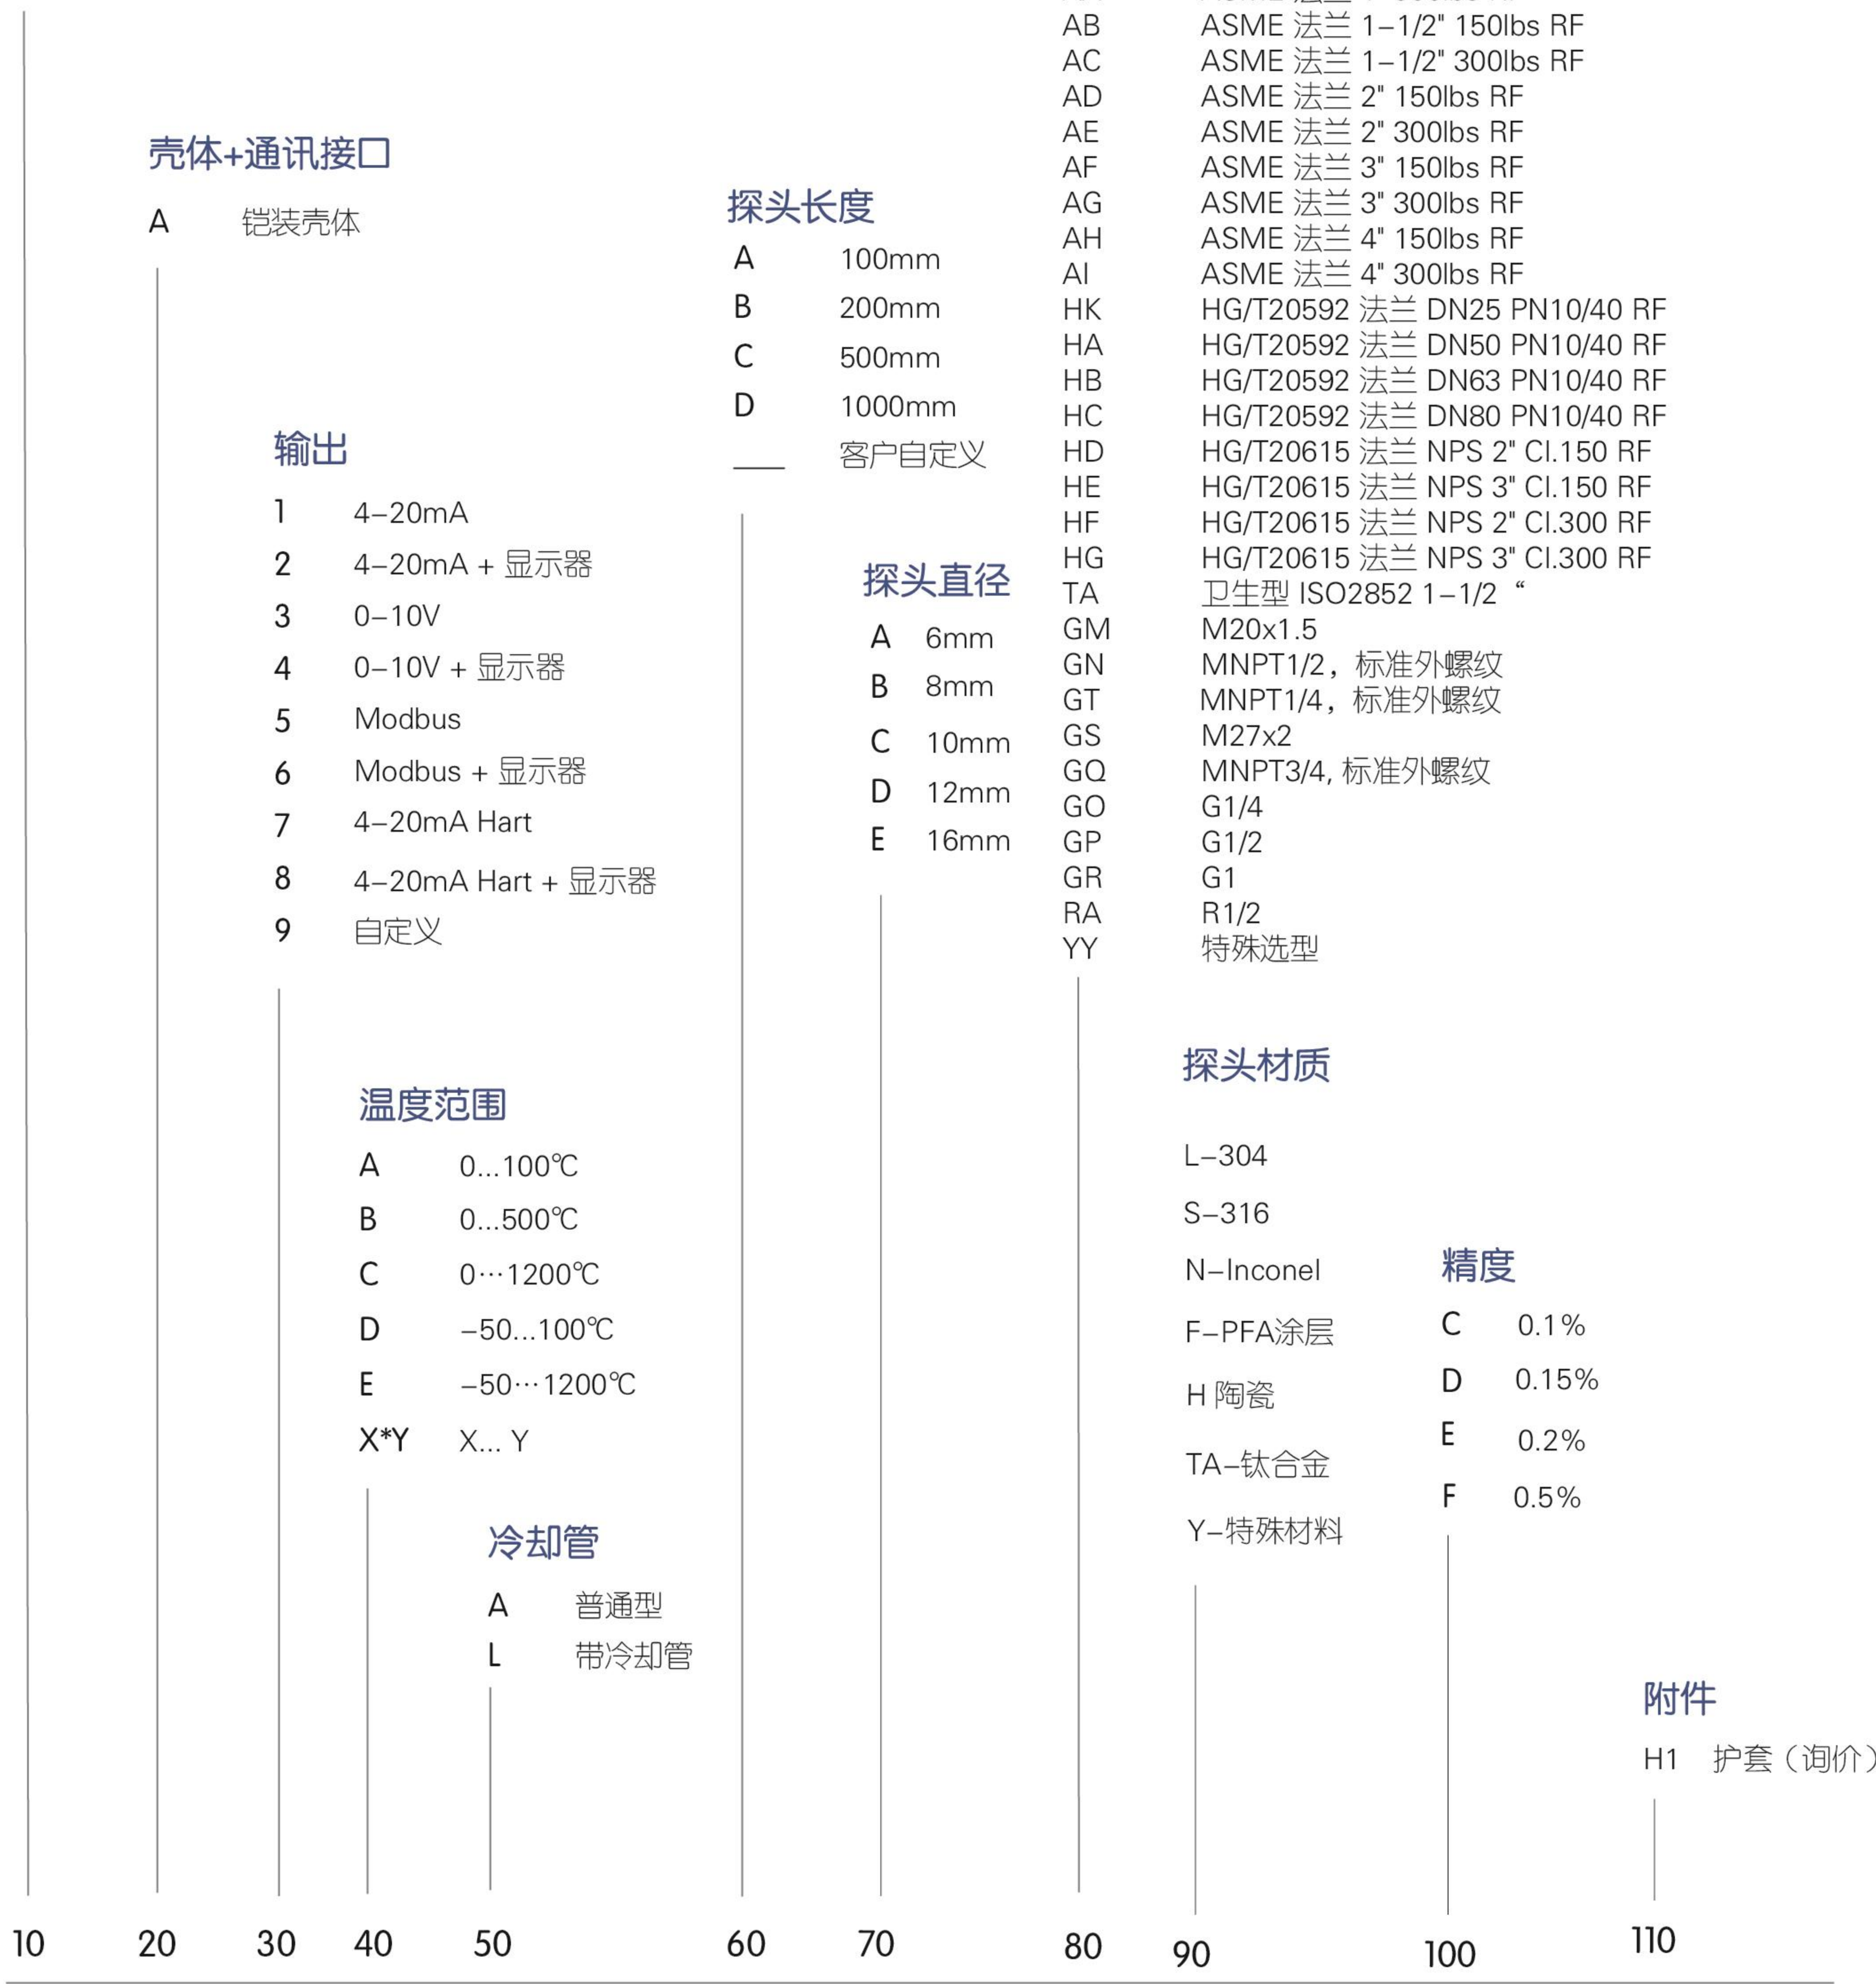 AB ASME 法兰 1-1/2" 150lbs RF
AC ASME 法兰 1-1/2" 300lbs RF
AD ASME 法兰 2" 150lbs RF
AE ASME 法兰 2" 300lbs RF
AF ASME 法兰 3" 150lbs RF
AG ASME 法兰 3" 300lbs RF
AH ASME 法兰 4" 150lbs RF
AI ASME 法兰 4" 300lbs RF
HK HG/T20592 法兰 DN25 PN10/40 RF
HA HG/T20592 法兰 DN50 PN10/40 RF
HB HG/T20592 法兰 DN63 PN10/40 RF
HC HG/T20592 法兰 DN80 PN10/40 RF
HD HG/T20615 法兰 NPS 2" Cl.150 RF
HE HG/T20615 法兰 NPS 3" Cl.150 RF
HF HG/T20615 法兰 NPS 2" Cl.300 RF
HG HG/T20615 法兰 NPS 3" Cl.300 RF
TA 卫生型 ISO2852 1-1/2 “
GM M20x1.5
GN MNPT1/2，标准外螺纹
GT MNPT1/4，标准外螺纹
GS M27x2
GQ MNPT3/4, 标准外螺纹
GO G1/4
GP G1/2
GR G1
RA R1/2
YY 特殊选型
壳体+通讯接口
A 铠装壳体
输出
1 4-20mA
2 4-20mA + 显示器
3 0-10V
4 0-10V + 显示器
5 Modbus
6 Modbus + 显示器
7 4-20mA Hart
8 4-20mA Hart + 显示器
9 自定义
温度范围
A 0...100℃
B 0...500℃
C 0···1200℃
D -50...100℃
E -50···1200℃
X*Y X... Y
冷却管
A 普通型
L 带冷却管
探头长度
A 100mm
B 200mm
C 500mm
D 1000mm
___ 客户自定义
探头直径
A 6mm
B 8mm
C 10mm
D 12mm
E 16mm
探头材质
L-304
S-316
N-Inconel
F-PFA涂层
H 陶瓷
TA-钛合金
Y-特殊材料
精度
C 0.1%
D 0.15%
E 0.2%
F 0.5%
附件
H1 护套（询价）
10 20 30 40 50 60 70 80 90 100 110